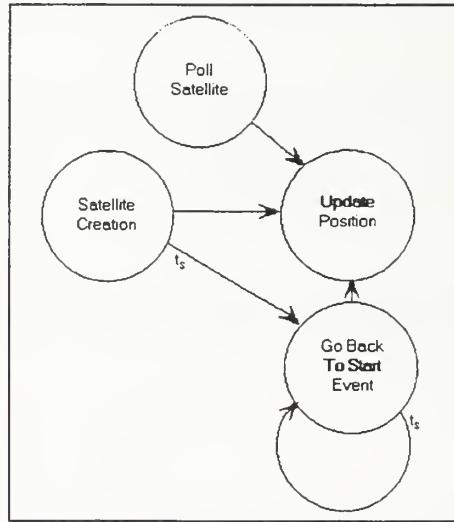 Poll
Satellite
Satellite
Creation
Update
Position
t_s
Go Back
To Start
Event
t_s